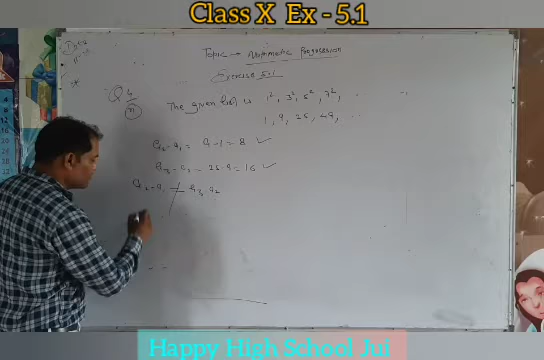 Class X Ex - 5.1
Topic → Arithmetic Progression
Exercise 5.1
Q 4
The given list is 1², 3², 5², 7², ...
1, 9, 25, 49, ...
a₂-a₁ = 9-1 = 8 ✓
a₃-a₂ = 25-9 = 16 ✓
a₂-a₁ ≠ a₃-a₂
Happy High School Jui